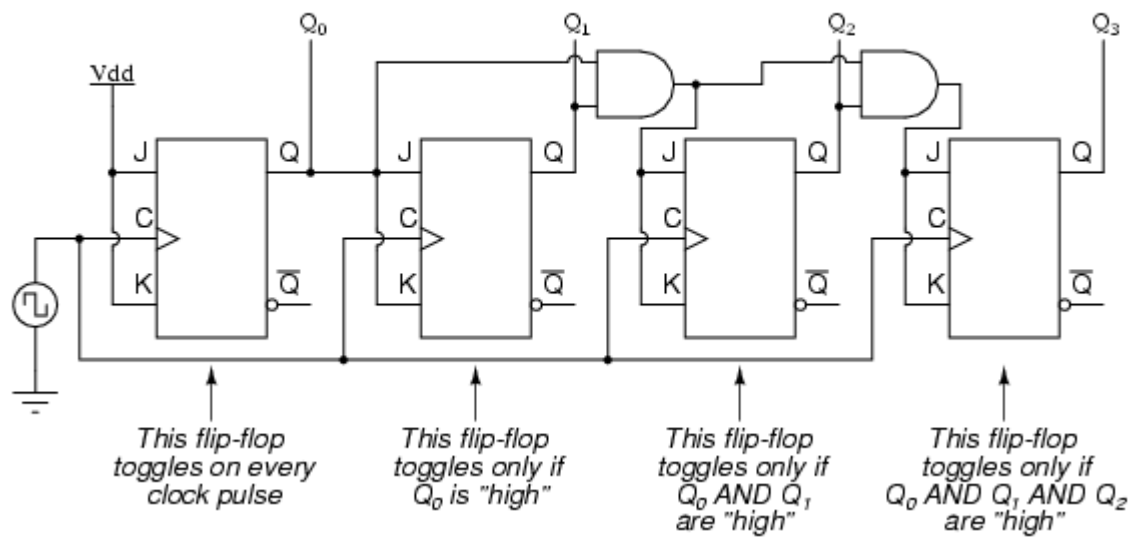 Q0
Q1
Q2
Q3
Vdd
J
Q
J
Q
J
Q
J
Q
C
C
C
C
K
Q̅
K
Q̅
K
Q̅
K
Q̅
This flip-flop
toggles on every
clock pulse
This flip-flop
toggles only if
Q0 is "high"
This flip-flop
toggles only if
Q0 AND Q1
are "high"
This flip-flop
toggles only if
Q0 AND Q1 AND Q2
are "high"